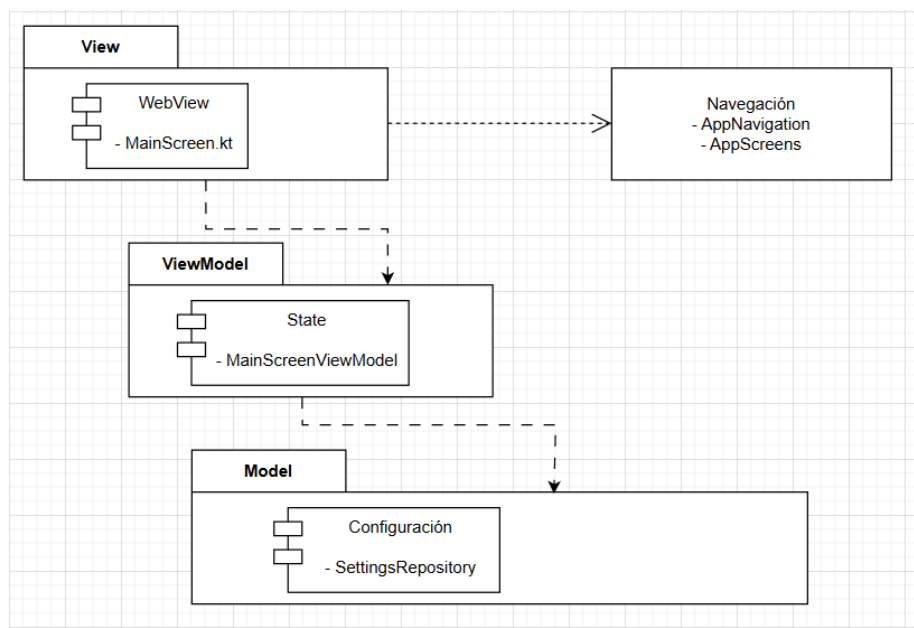 View
WebView
- MainScreen.kt
Navegación
- AppNavigation
- AppScreens
ViewModel
State
- MainScreenViewModel
Model
Configuración
- SettingsRepository